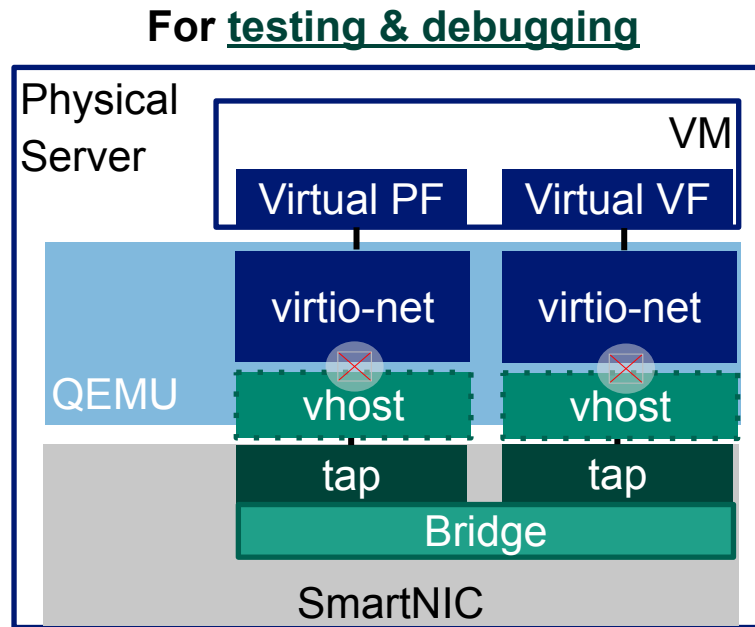 For testing & debugging
Physical
Server
VM
Virtual PF
Virtual VF
virtio-net
virtio-net
QEMU
vhost
vhost
tap
tap
Bridge
SmartNIC